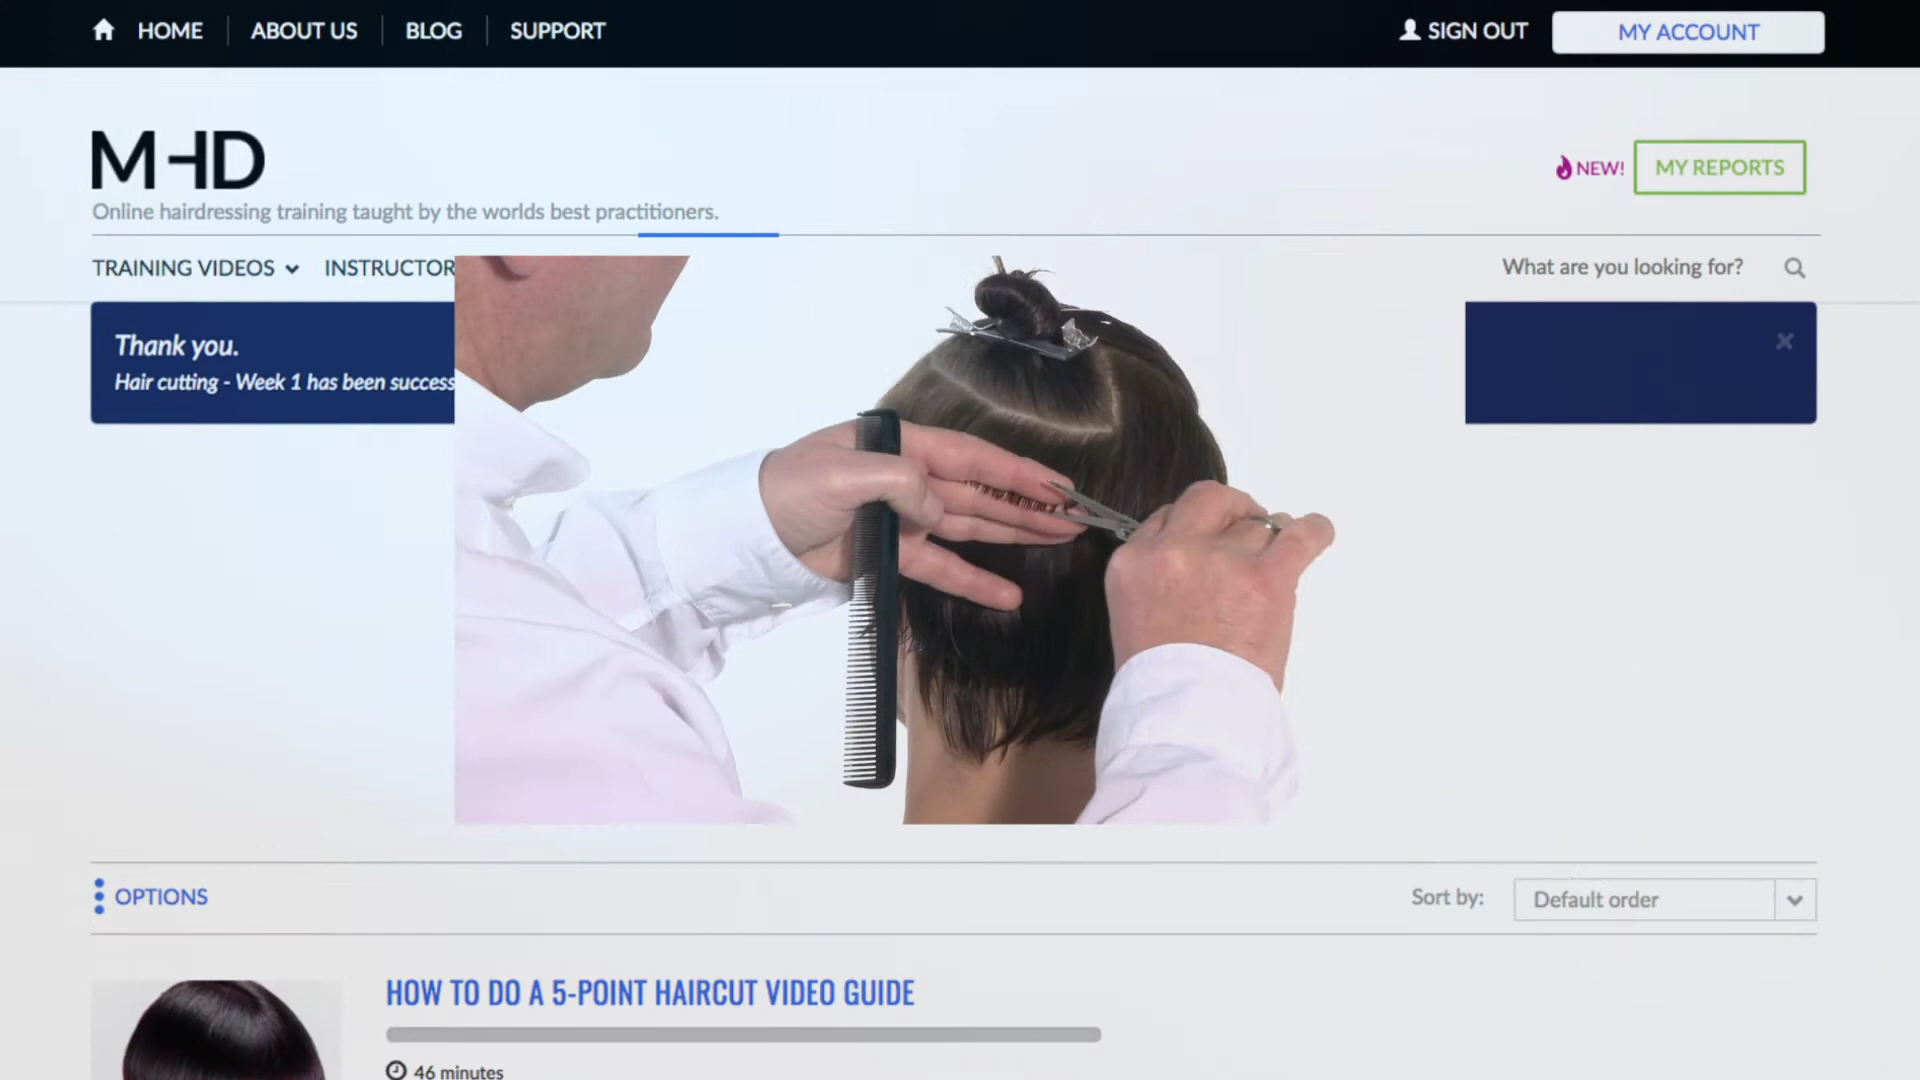 HOME
ABOUT US
BLOG
SUPPORT
SIGN OUT
MY ACCOUNT
MHD
Online hairdressing training taught by the worlds best practitioners.
NEW!
MY REPORTS
TRAINING VIDEOS
INSTRUCTOR
What are you looking for?
Thank you.
Hair cutting - Week 1 has been success
OPTIONS
Sort by:
Default order
HOW TO DO A 5-POINT HAIRCUT VIDEO GUIDE
46 minutes